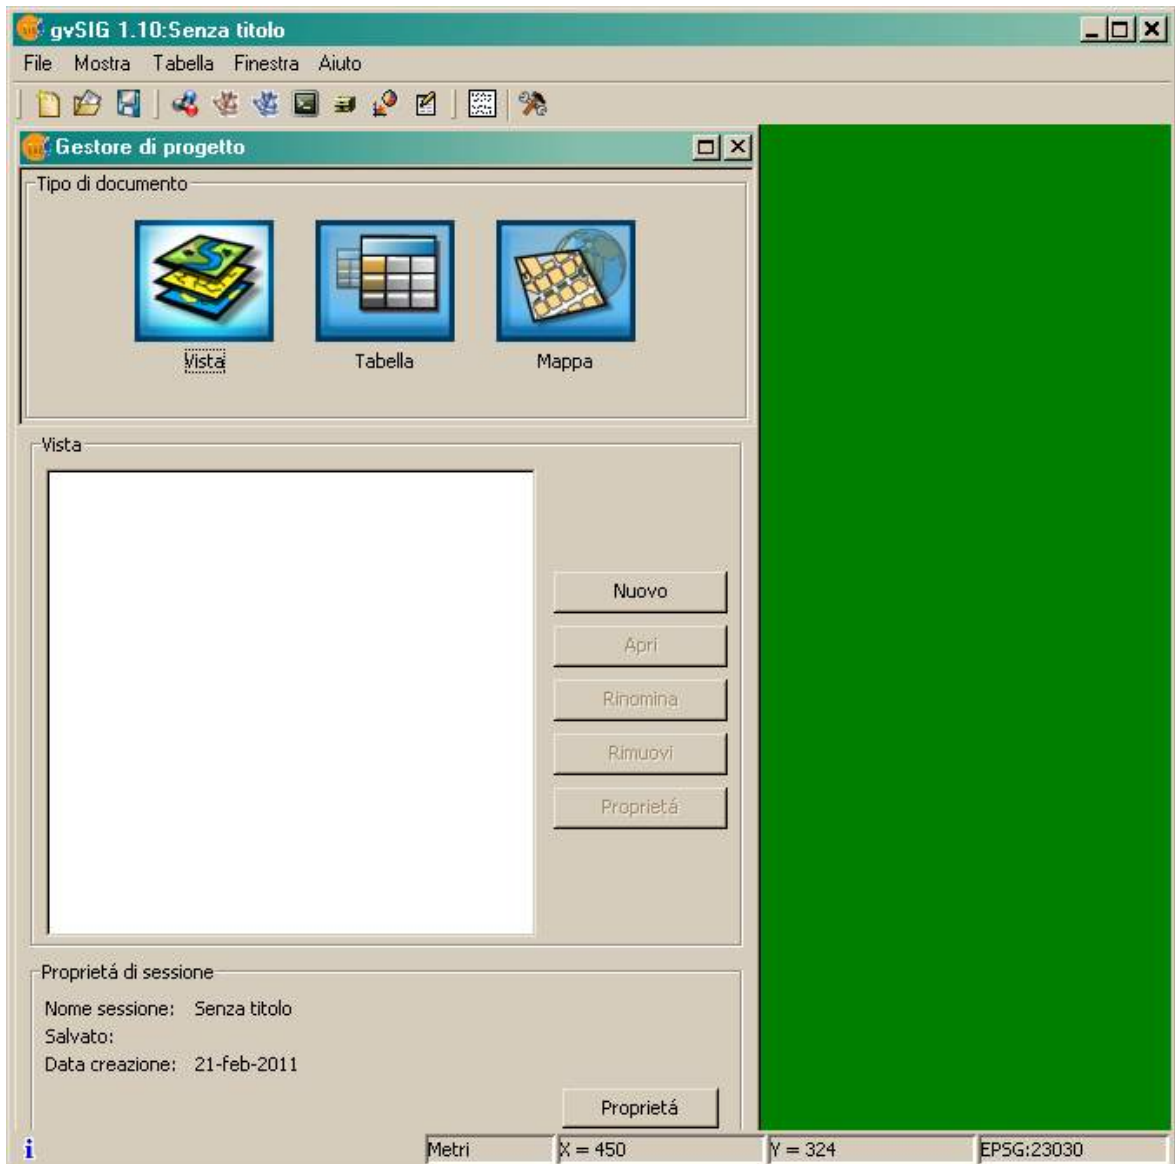 gvSIG 1.10:Senza titolo
File Mostra Tabella Finestra Aiuto
Gestore di progetto
Tipo di documento
Vista Tabella Mappa
Vista
Nuovo
Apri
Rinomina
Rimuovi
Proprietá
Proprietá di sessione
Nome sessione: Senza titolo
Salvato:
Data creazione: 21-feb-2011
Proprietá
Metri X = 450 Y = 324 EPSG:23030